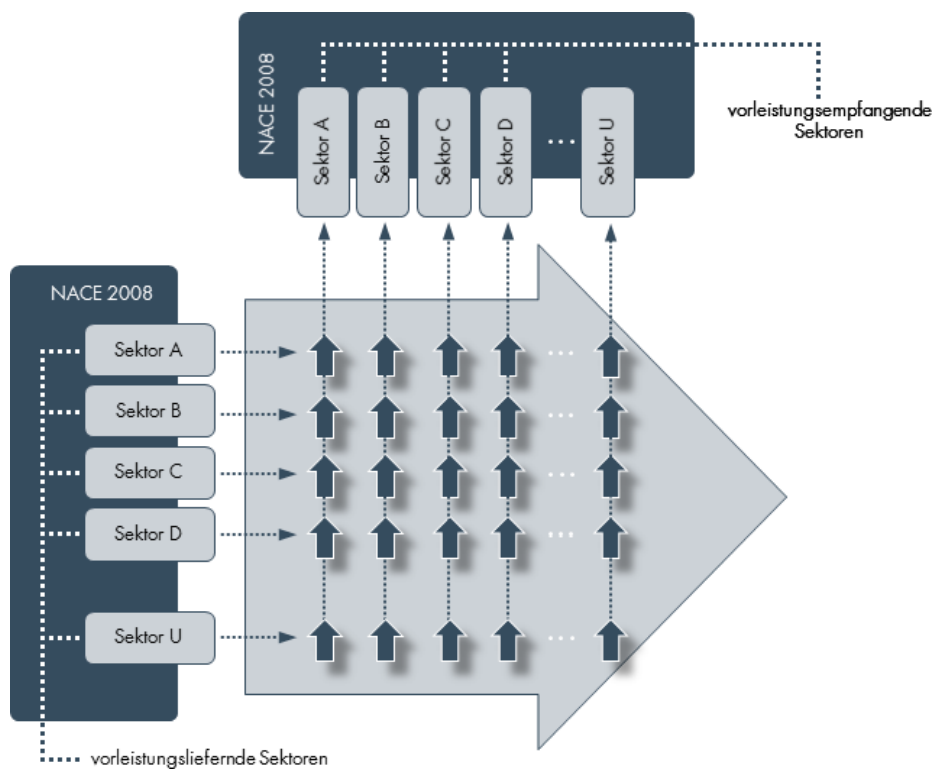 NACE 2008
Sektor A
Sektor B
Sektor C
Sektor D
...
Sektor U
vorleistungsempfangende
Sektoren
NACE 2008
Sektor A
...
Sektor B
...
Sektor C
...
Sektor D
...
Sektor U
...
vorleistungsliefernde Sektoren